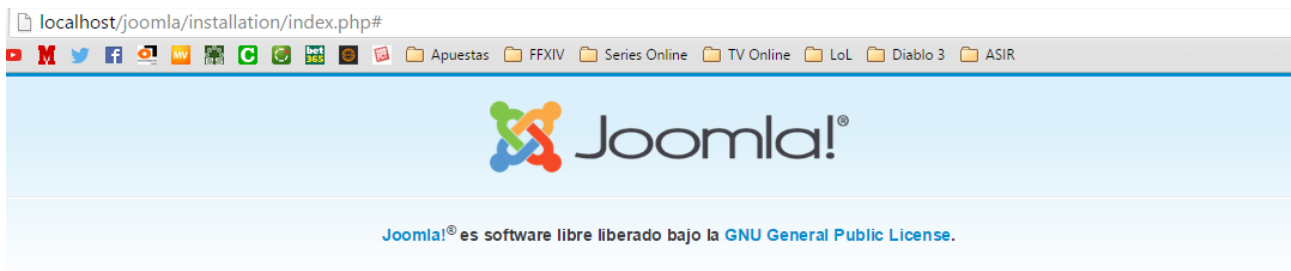 localhost/joomla/installation/index.php#
M MV C bet365 Apuestas FFXIV Series Online TV Online LoL Diablo 3 ASIR
Joomla!®
Joomla!® es software libre liberado bajo la GNU General Public License.